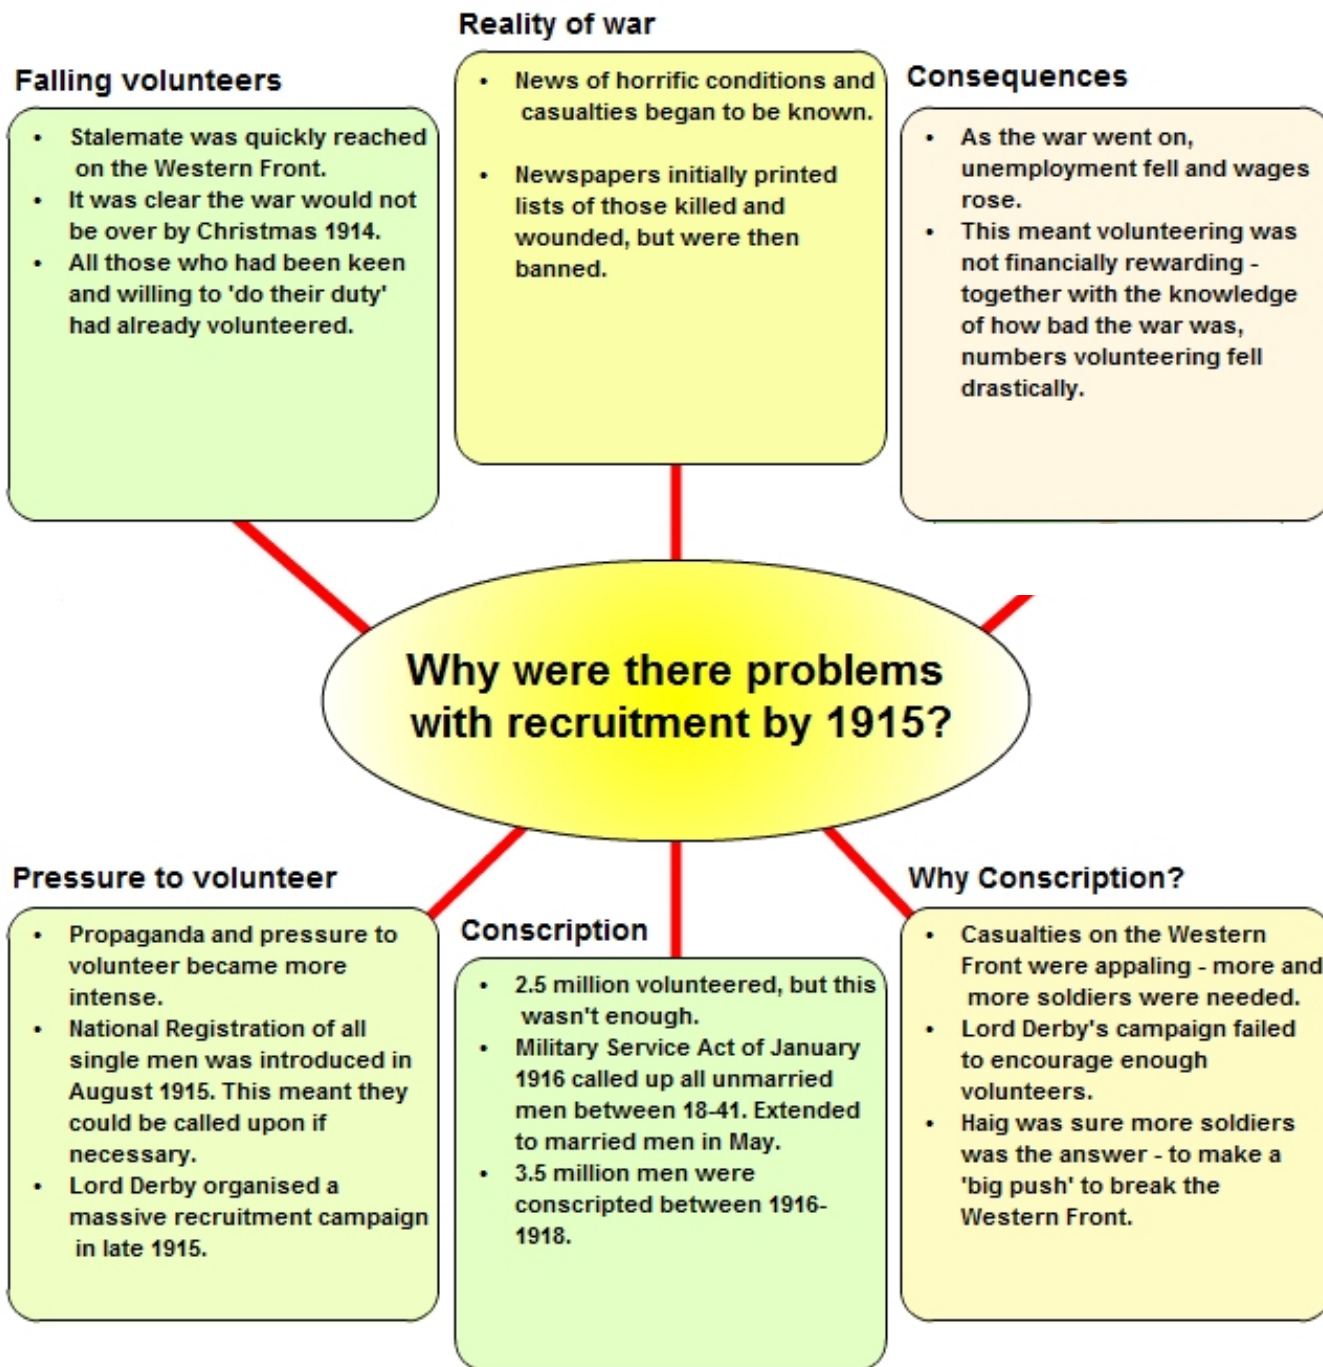 Falling volunteers
• Stalemate was quickly reached
on the Western Front.
• It was clear the war would not
be over by Christmas 1914.
• All those who had been keen
and willing to 'do their duty'
had already volunteered.
Reality of war
• News of horrific conditions and
casualties began to be known.
• Newspapers initially printed
lists of those killed and
wounded, but were then
banned.
Consequences
• As the war went on,
unemployment fell and wages
rose.
• This meant volunteering was
not financially rewarding -
together with the knowledge
of how bad the war was,
numbers volunteering fell
drastically.
Why were there problems
with recruitment by 1915?
Pressure to volunteer
• Propaganda and pressure to
volunteer became more
intense.
• National Registration of all
single men was introduced in
August 1915. This meant they
could be called upon if
necessary.
• Lord Derby organised a
massive recruitment campaign
in late 1915.
Conscription
• 2.5 million volunteered, but this
wasn't enough.
• Military Service Act of January
1916 called up all unmarried
men between 18-41. Extended
to married men in May.
• 3.5 million men were
conscripted between 1916-
1918.
Why Conscription?
• Casualties on the Western
Front were appaling - more and
more soldiers were needed.
• Lord Derby's campaign failed
to encourage enough
volunteers.
• Haig was sure more soldiers
was the answer - to make a
'big push' to break the
Western Front.